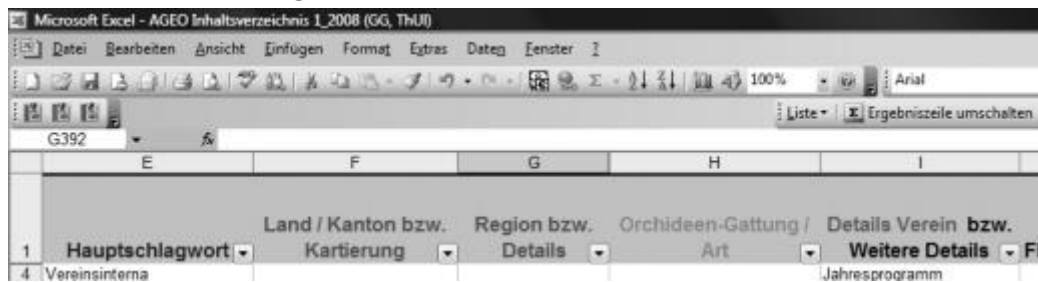 Microsoft Excel - AGEO Inhaltsverzeichnis 1_2008 (GG, ThUl)
Datei Bearbeiten Ansicht Einfügen Format Extras Daten Fenster ?
100% Arial
Liste Ergebniszeile umschalten
G392 fx
E F G H I
Land / Kanton bzw. Region bzw. Orchideen-Gattung / Details Verein bzw.
1 Hauptschlagwort Kartierung Details Art Weitere Details
4 Vereinsinterna Jahresprogramm